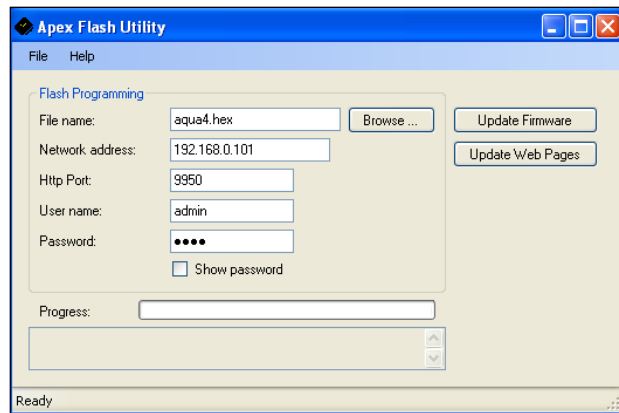 Apex Flash Utility
File Help
Flash Programming
File name: aqua4.hex Browse ... Update Firmware
Network address: 192.168.0.101 Update Web Pages
Http Port: 9950
User name: admin
Password: ●●●●
Show password
Progress:
Ready